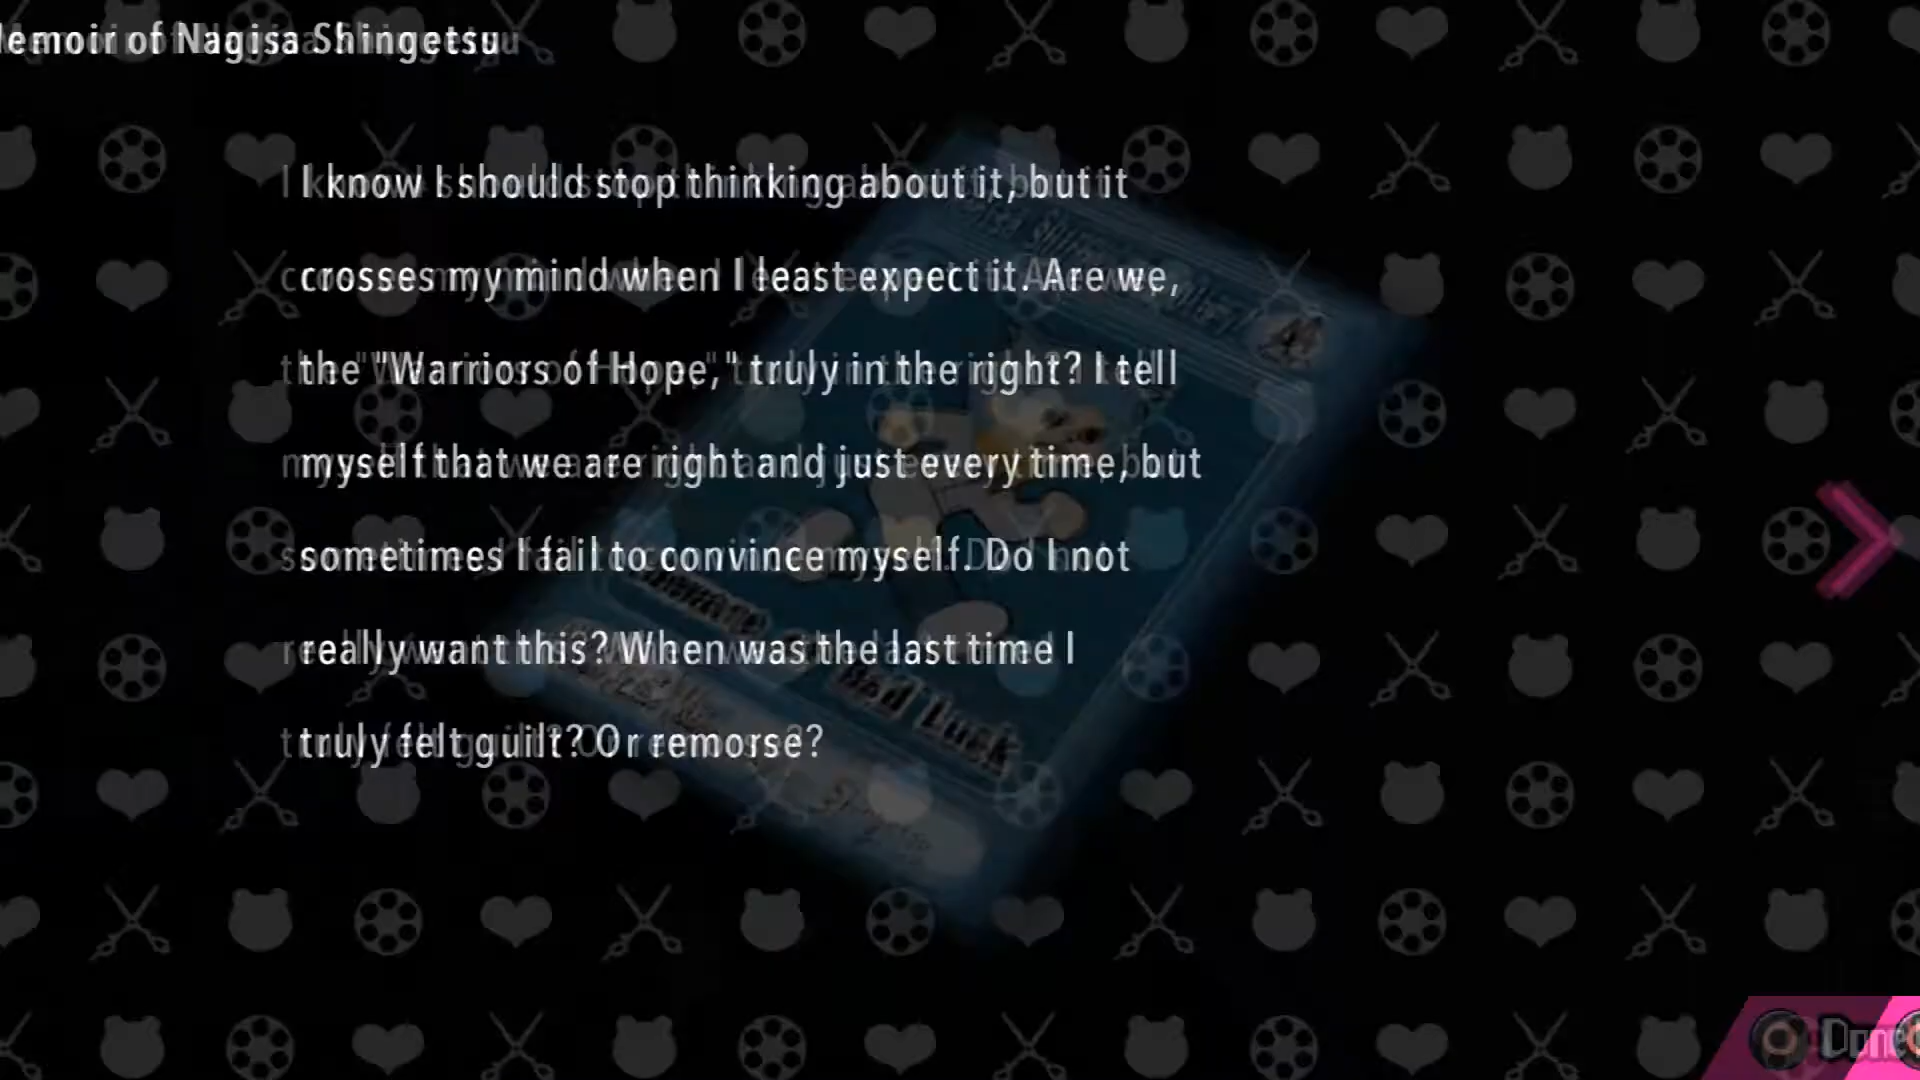 Memoir of Nagisa Shingetsu
I know I should stop thinking about it, but it
crosses my mind when I least expect it. Are we,
the "Warriors of Hope," truly in the right? I tell
myself that we are right and just every time, but
sometimes I fail to convince myself. Do I not
really want this? When was the last time I
truly felt guilt? Or remorse?
Bad Luck
Done